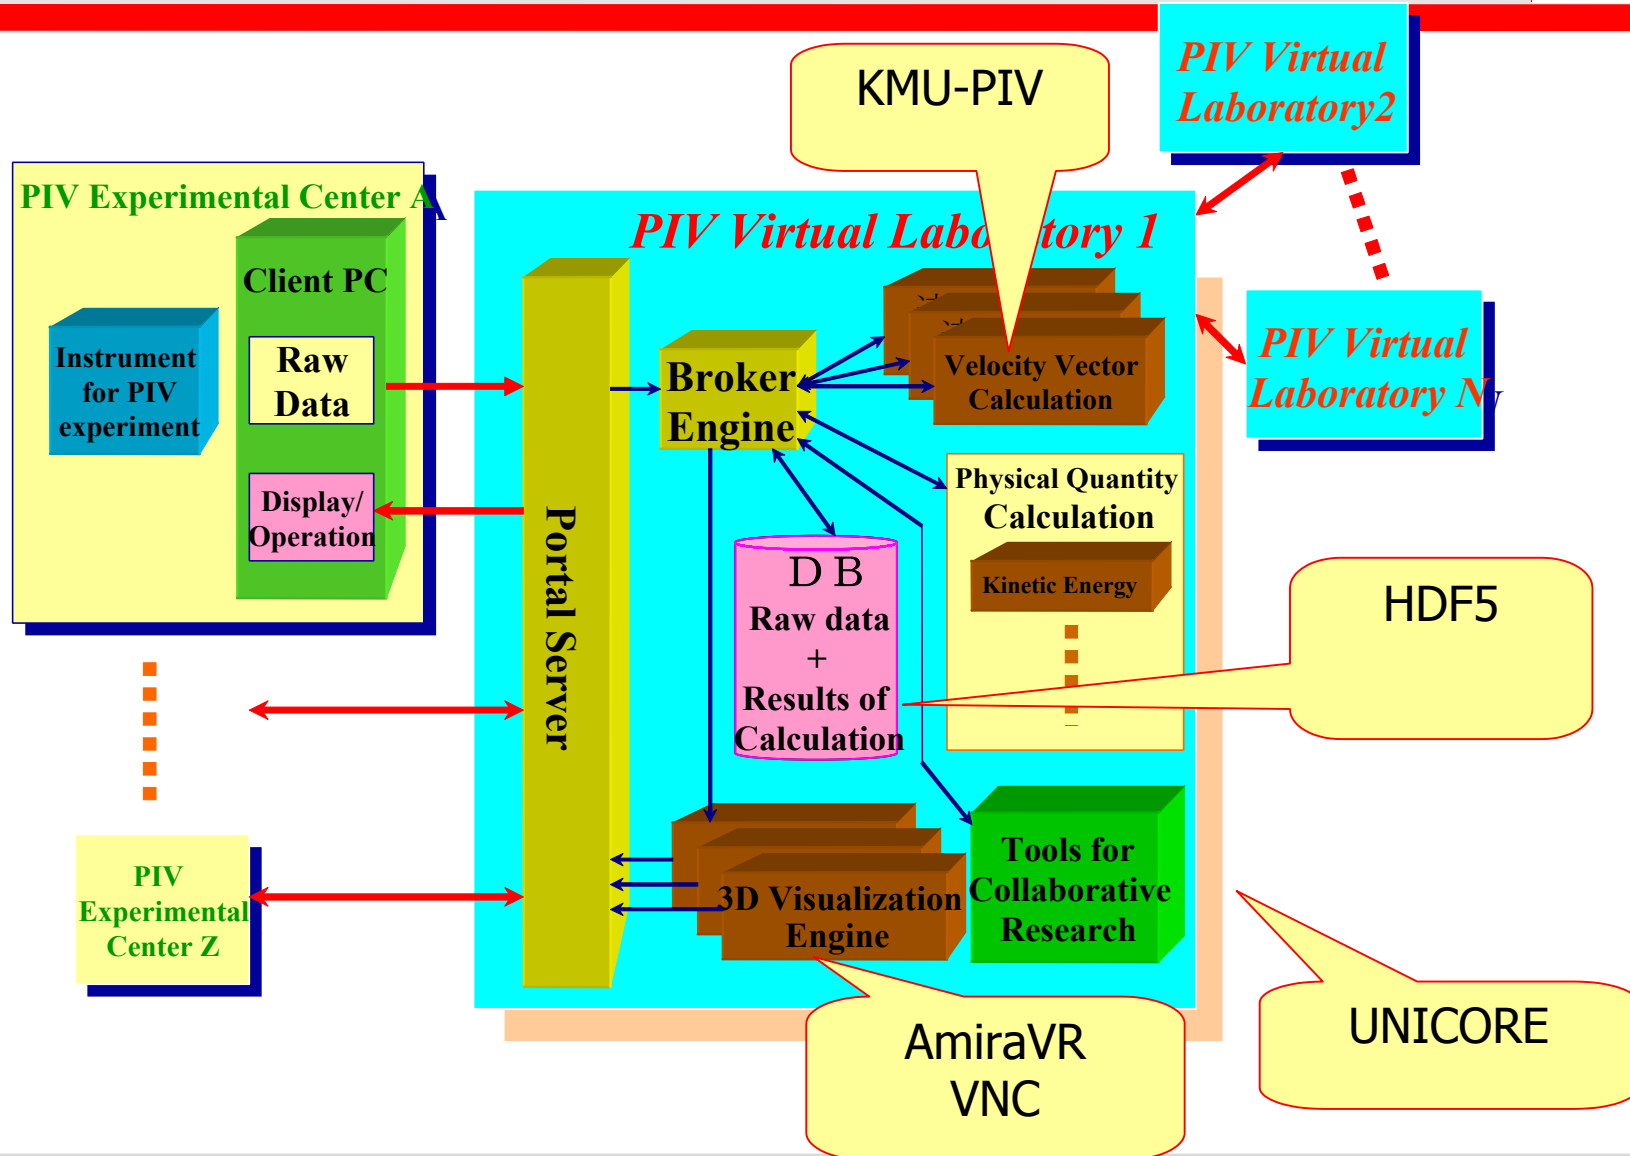 KMU-PIV
PIV Virtual
Laboratory2
PIV Experimental Center A
PIV Virtual Laboratory 1
Client PC
Instrument
for PIV
experiment
Raw
Data
Display/
Operation
Portal Server
Broker
Engine
Velocity Vector
Calculation
PIV Virtual
Laboratory N
Physical Quantity
Calculation
Kinetic Energy
D B
Raw data
+
Results of
Calculation
HDF5
PIV
Experimental
Center Z
3D Visualization
Engine
Tools for
Collaborative
Research
AmiraVR
VNC
UNICORE